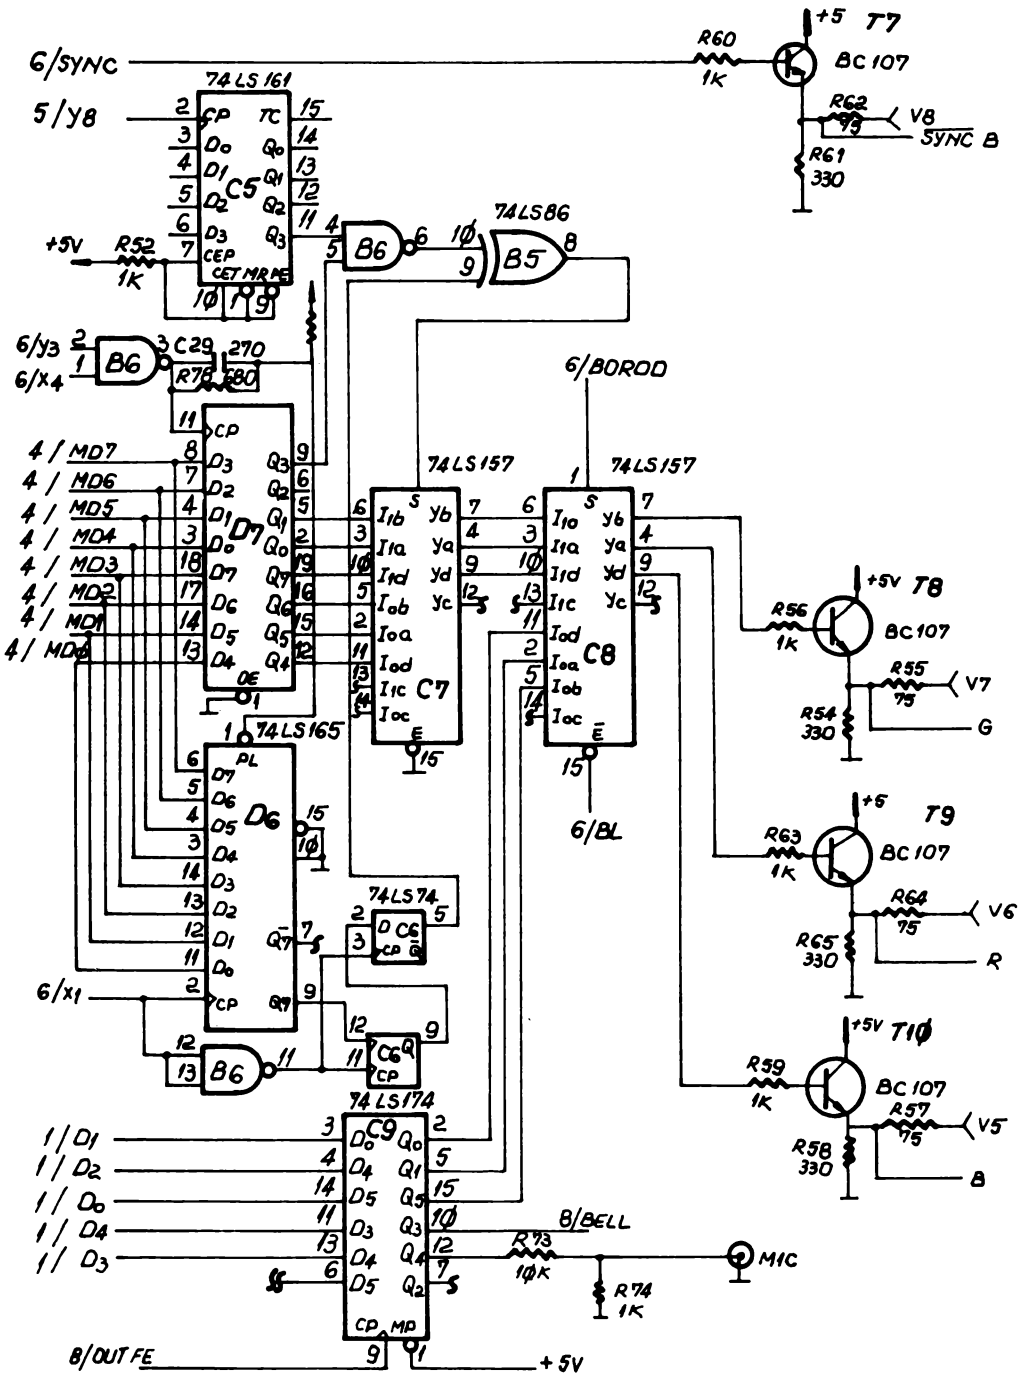 +5 T7
R60
1K
BC107
6/SYNC
74LS161
5/Y8
2 CP TC 15
R62
75
V8
SYNC B
3 D0 Q0 14
4 D1 Q1 13
C5
5 D2 Q2 12
6 D3 Q3 11
7 CEP
CET MR PE
10 1 9
R61
330
+5V R52
1K
4
5
B6
6
74LS86
10
9
B5
8
6/Y3 2
6/X4 1
B6
3 C29 270
R78 680
6/BOROD
11 CP
4/MD7 8 D3 Q3 9
4/MD6 7 D2 Q2 6
4/MD5 4 D1 Q1 5
D7
4/MD4 3 D0 Q0 2
4/MD3 18 D7 Q7 19
4/MD2 17 D6 Q6 16
4/MD1 14 D5 Q5 15
4/MD0 13 D4 Q4 12
OE
1
74LS157
S
6 I1b Yb 7
3 I1a Ya 4
10 I1d Yd 9
5 I0b Yc 12
2 I0a
11 I0d
13 I1c
C7
14 I0c
E
15
74LS157
1
S
6 I10 Yb 7
3 I1a Ya 4
10 I1d Yd 9
13 I1c Yc 12
11 I0d
2 I0a
C8
5 I0b
14 I0c
E
15
6/BL
+5V T8
R56
1K
BC107
R55
75
V7
R54
330
G
1 74LS165
PL
6 D7
5 D6
D6
4 D5 15
3 D4 10
14 D3
13 D2
12 D1 Q7 7
11 D0
6/X1 2 CP Q7 9
+5 T9
R63
1K
BC107
R64
75
V6
R65
330
R
74LS74
2 D C6 5
3 CP Q
12 C6 Q 9
11 CP
12
13
B6
11
+5V T10
R59
1K
BC107
R57
75
V5
R58
330
B
74LS174
C9
1/D1 3 D0 Q0 2
1/D2 4 D4 Q1 5
1/D0 14 D5 Q5 15
1/D4 11 D3 Q3 10 8/BELL
1/D3 13 D4 Q4 12 R73
10K
6 D5 Q2 7
M1C
R74
1K
CP MP
8/OUTFE 9 1 +5V